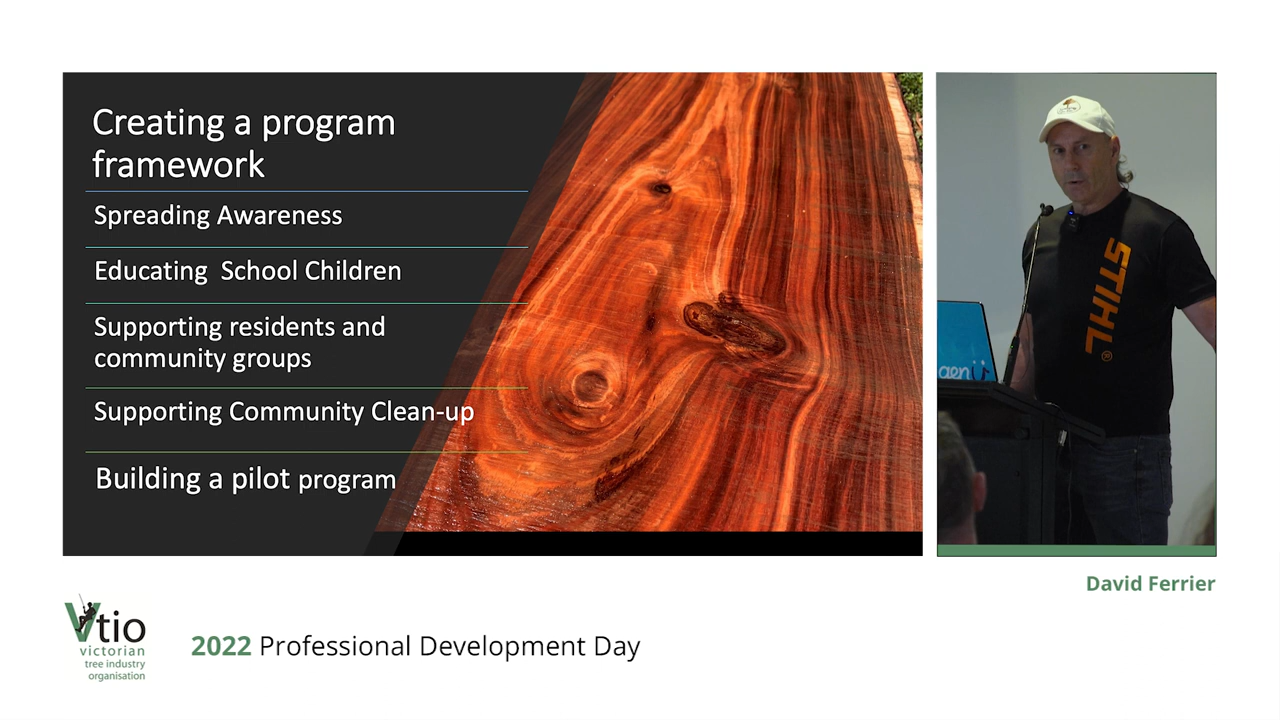 Creating a program
framework
Spreading Awareness
Educating  School Children
Supporting residents and
community groups
Supporting Community Clean-up
Building a pilot program
STIHL®
genU
David Ferrier
Vtio
victorian
tree industry
organisation
2022 Professional Development Day